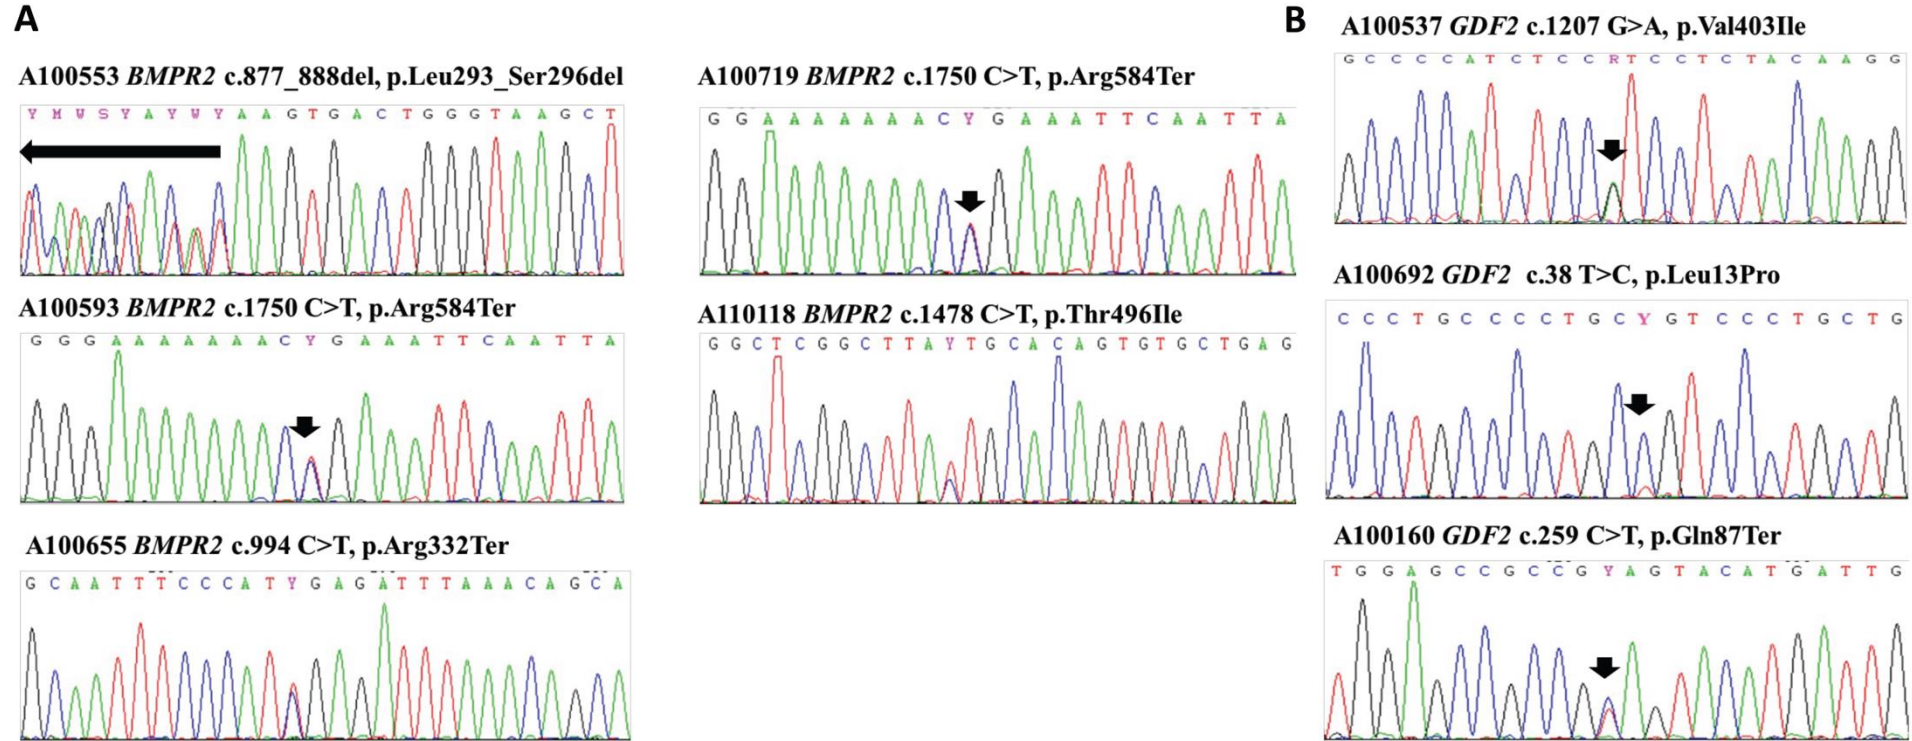 A
A100553 BMPR2 c.877_888del, p.Leu293_Ser296del
Y M W S Y A Y W Y A A G T G A C T G G G T A A G C T
A100593 BMPR2 c.1750 C>T, p.Arg584Ter
G G G A A A A A A A C Y G A A A T T C A A T T A
A100655 BMPR2 c.994 C>T, p.Arg332Ter
G C A A T T T C C C A T Y G A G A T T T A A A C A G C A
A100719 BMPR2 c.1750 C>T, p.Arg584Ter
G G A A A A A A A C Y G A A A T T C A A T T A
A110118 BMPR2 c.1478 C>T, p.Thr496Ile
G G C T C G G C T T A Y T G C A C A G T G T G C T G A G
B
A100537 GDF2 c.1207 G>A, p.Val403Ile
G C C C C A T C T C C R T C C T C T A C A A G G
A100692 GDF2 c.38 T>C, p.Leu13Pro
C C C T G C C C C T G C Y G T C C C T G C T G
A100160 GDF2 c.259 C>T, p.Gln87Ter
T G G A G C C G C C G Y A G T A C A T G A T T G